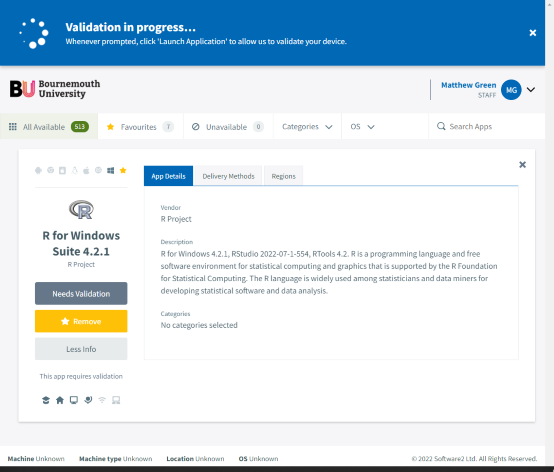 Validation in progress...
Whenever prompted, click 'Launch Application' to allow us to validate your device.
BU Bournemouth
University
Matthew Green
STAFF
MG
All Available 513 Favourites 7 Unavailable 0 Categories OS Search Apps
R for Windows
Suite 4.2.1
R Project
Needs Validation
Remove
Less Info
This app requires validation
App Details Delivery Methods Regions
Vendor
R Project
Description
R for Windows 4.2.1, RStudio 2022-07-1-554, RTools 4.2. R is a programming language and free
software environment for statistical computing and graphics that is supported by the R Foundation
for Statistical Computing. The R language is widely used among statisticians and data miners for
developing statistical software and data analysis.
Categories
No categories selected
Machine Unknown Machine type Unknown Location Unknown OS Unknown © 2022 Software2 Ltd. All Rights Reserved.